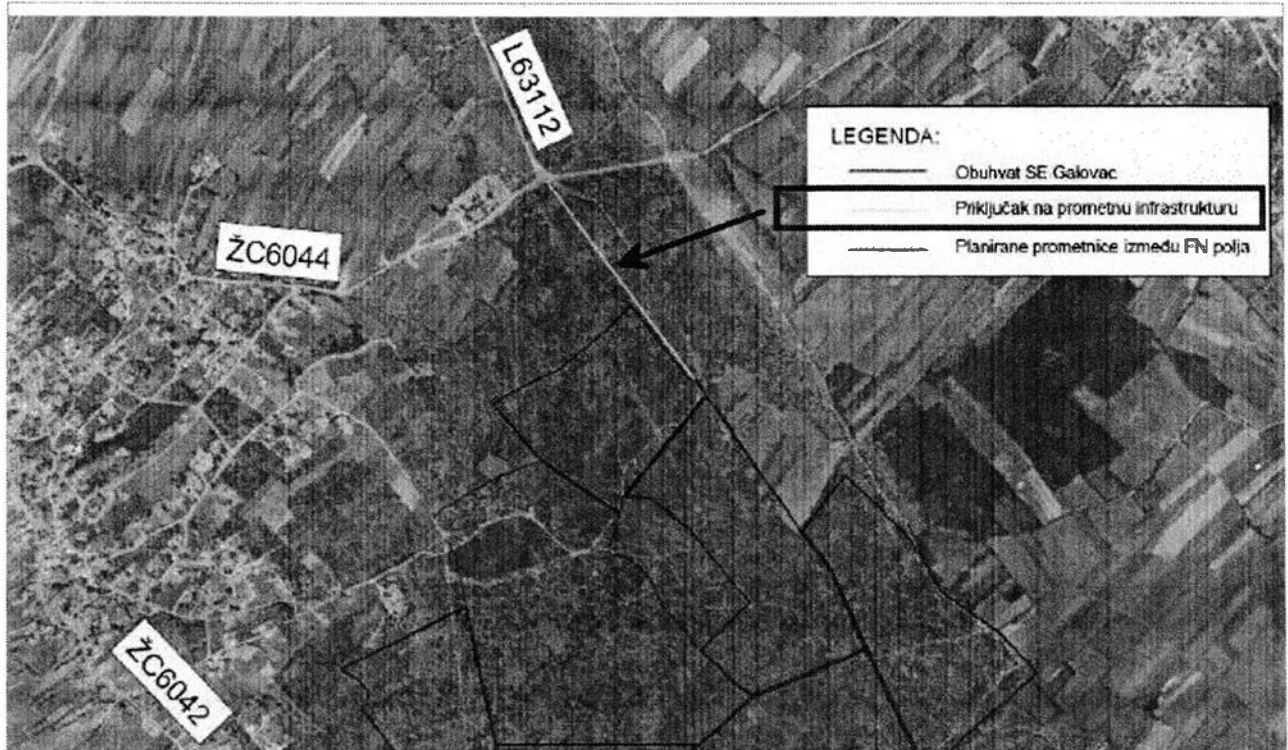 L63112
LEGENDA:
Obuhvat SE Galovac
Priključak na prometnu infrastrukturu
ŽC6044
Planirane prometnice između FN polja
ŽC6042